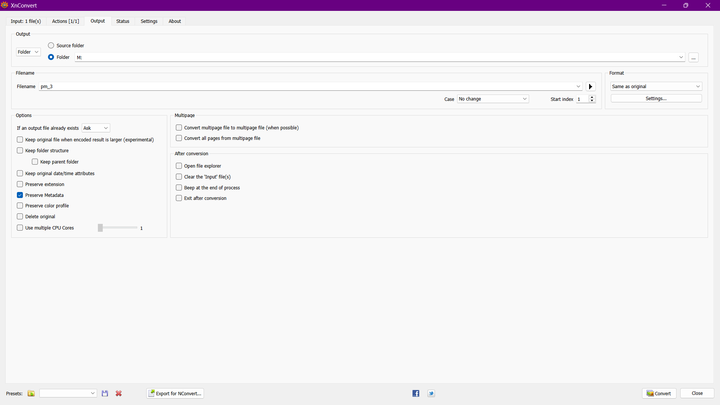 XnConvert
Input: 1 file(s) Actions [1/1] Output Status Settings About
Output
Folder
Source folder
Folder
Filename
Filename pm_3
Case No change Start index 1
Format
Same as original
Settings...
Options
If an output file already exists Ask
Keep original file when encoded result is larger (experimental)
Keep folder structure
Keep parent folder
Keep original date/time attributes
Preserve extension
Preserve Metadata
Preserve color profile
Delete original
Use multiple CPU Cores 1
Multipage
Convert multipage file to multipage file (when possible)
Convert all pages from multipage file
After conversion
Open file explorer
Clear the 'Input' file(s)
Beep at the end of process
Exit after conversion
Presets: Export for NConvert... Convert Close